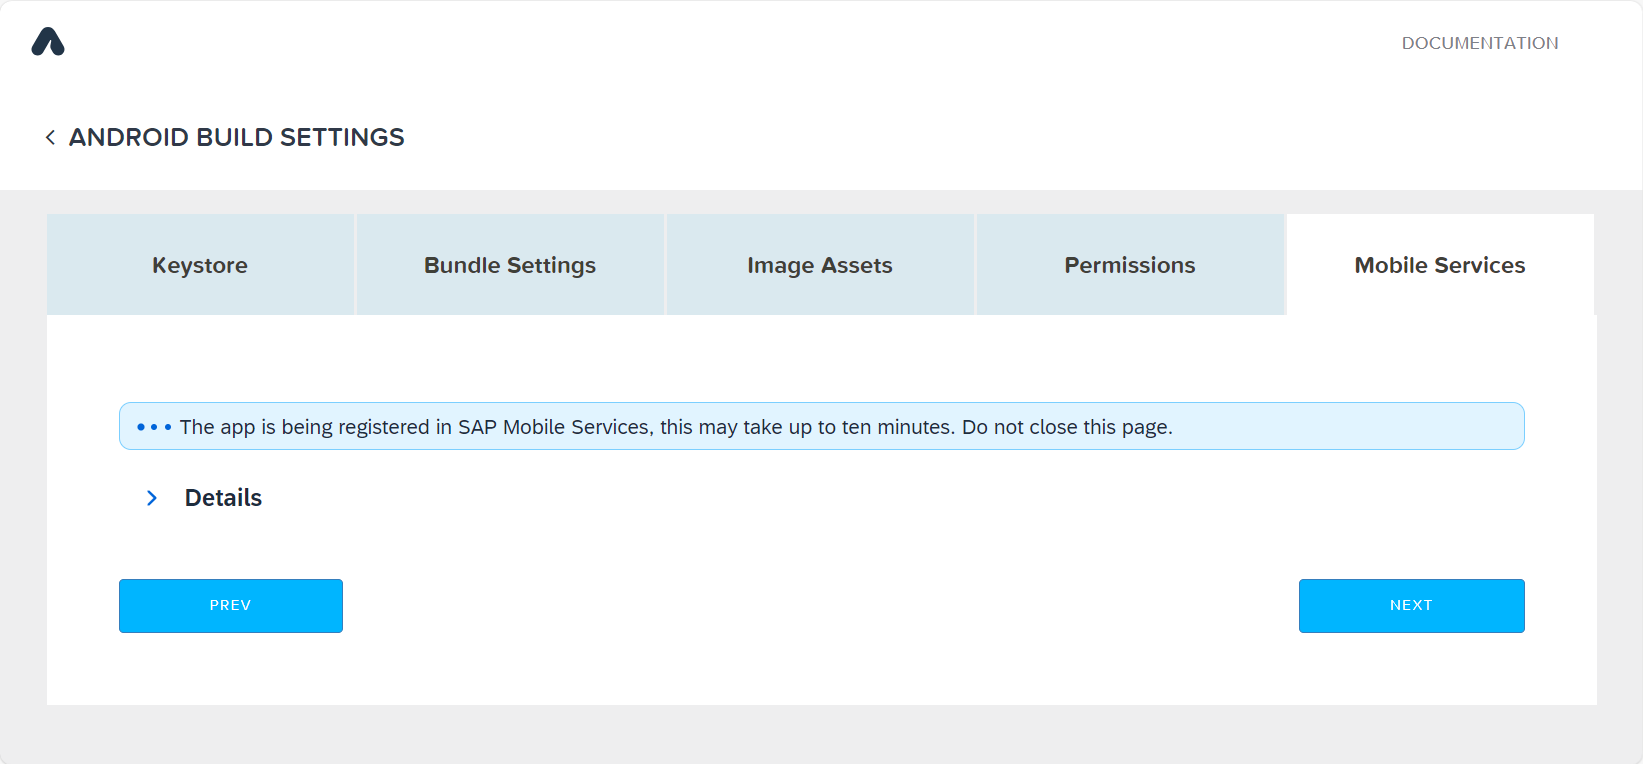 DOCUMENTATION
ANDROID BUILD SETTINGS
Keystore
Bundle Settings
Image Assets
Permissions
Mobile Services
The app is being registered in SAP Mobile Services, this may take up to ten minutes. Do not close this page.
Details
PREV
NEXT